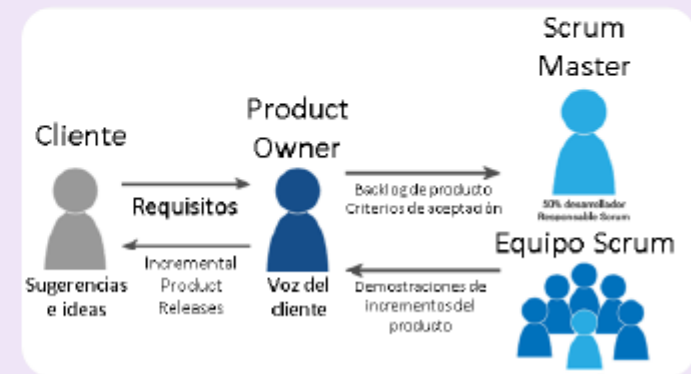 Scrum
Master
Product
Owner
Cliente
Requisitos
Backlog de producto
Criterios de aceptación
50% desarrollador
Responsable Scrum
Equipo Scrum
Sugerencias
e ideas
Incremental
Product
Releases
Voz del
cliente
Demostraciones de
incrementos del
producto